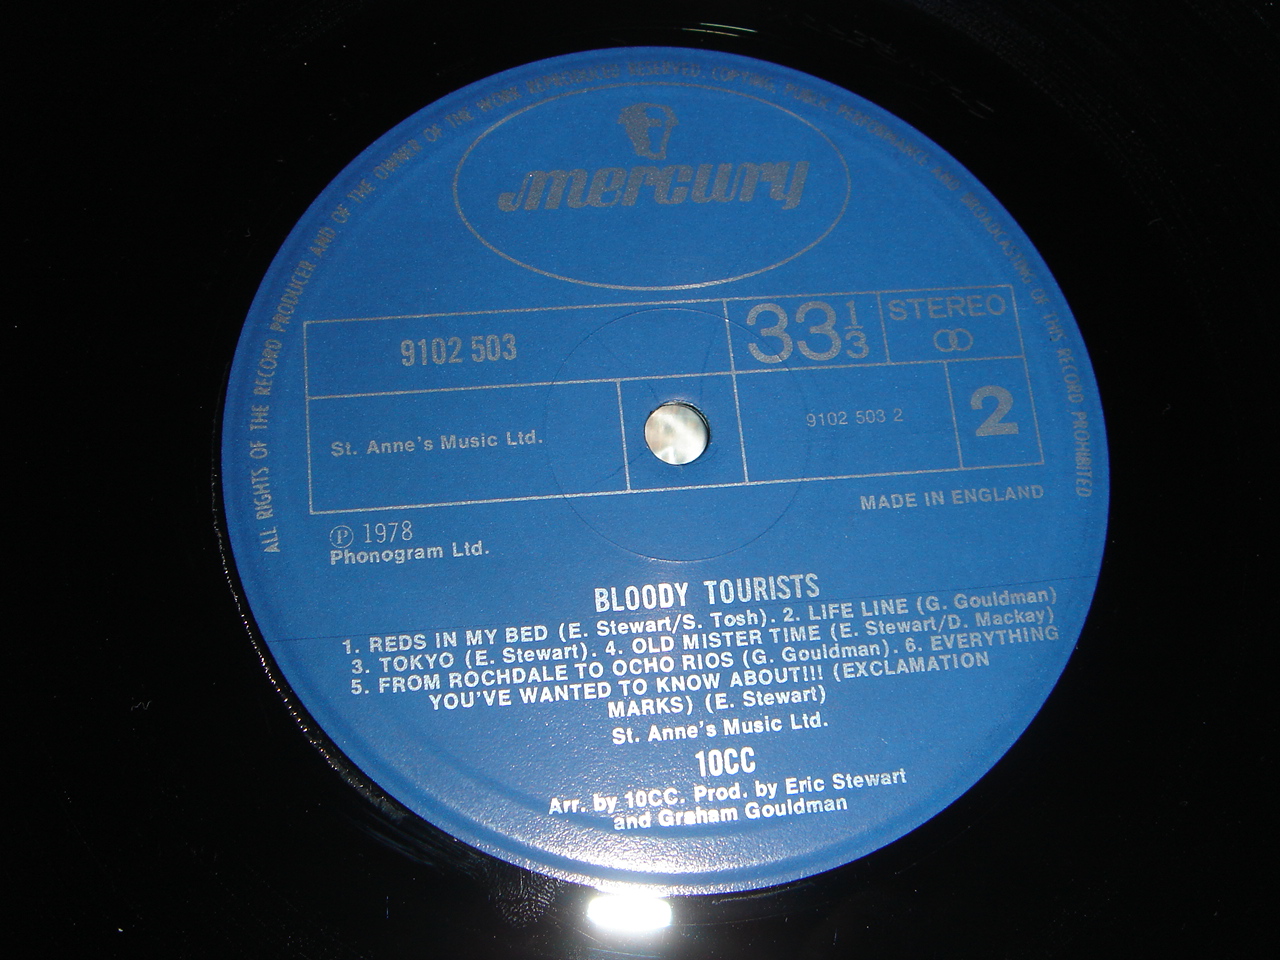 ALL RIGHTS OF THE RECORD PRODUCER AND OF THE OWNER OF THE WORK REPRODUCED RESERVED. COPYING, PUBLIC PERFORMANCE AND BROADCASTING OF THIS RECORD PROHIBITED
mercury
9102 503
33 1/3
STEREO
St. Anne's Music Ltd.
9102 503 2
2
MADE IN ENGLAND
Ⓟ 1978
Phonogram Ltd.
BLOODY TOURISTS
1. REDS IN MY BED (E. Stewart/S. Tosh). 2. LIFE LINE (G. Gouldman)
3. TOKYO (E. Stewart). 4. OLD MISTER TIME (E. Stewart/D. Mackay)
5. FROM ROCHDALE TO OCHO RIOS (G. Gouldman). 6. EVERYTHING
YOU'VE WANTED TO KNOW ABOUT!!! (EXCLAMATION
MARKS) (E. Stewart)
St. Anne's Music Ltd.
10CC
Arr. by 10CC. Prod. by Eric Stewart
and Graham Gouldman